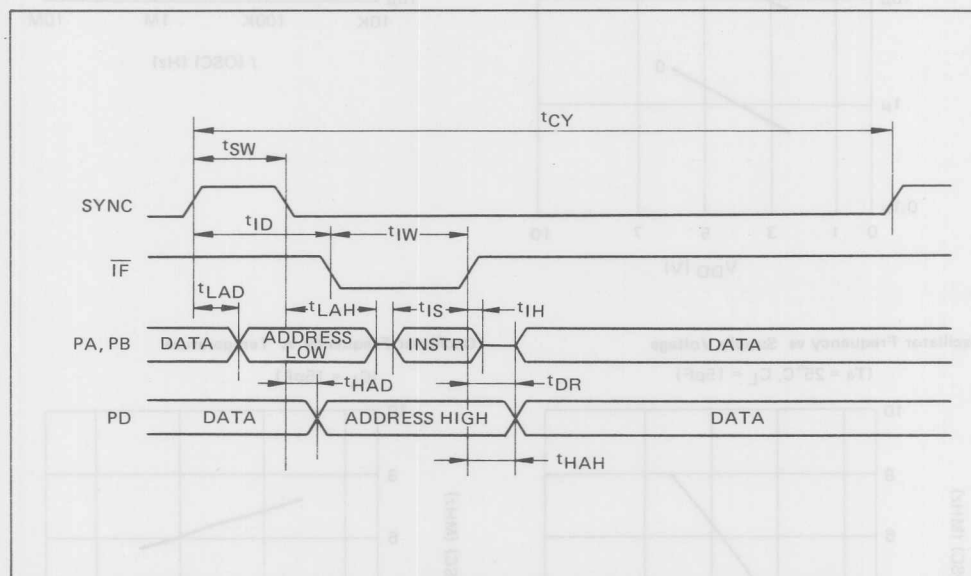 tCY
tSW
SYNC
tID
tIW
IF
tLAD
tLAH
tIS
tIH
PA, PB
DATA
ADDRESS LOW
INSTR
DATA
tHAD
tDR
PD
DATA
ADDRESS HIGH
DATA
tHAH